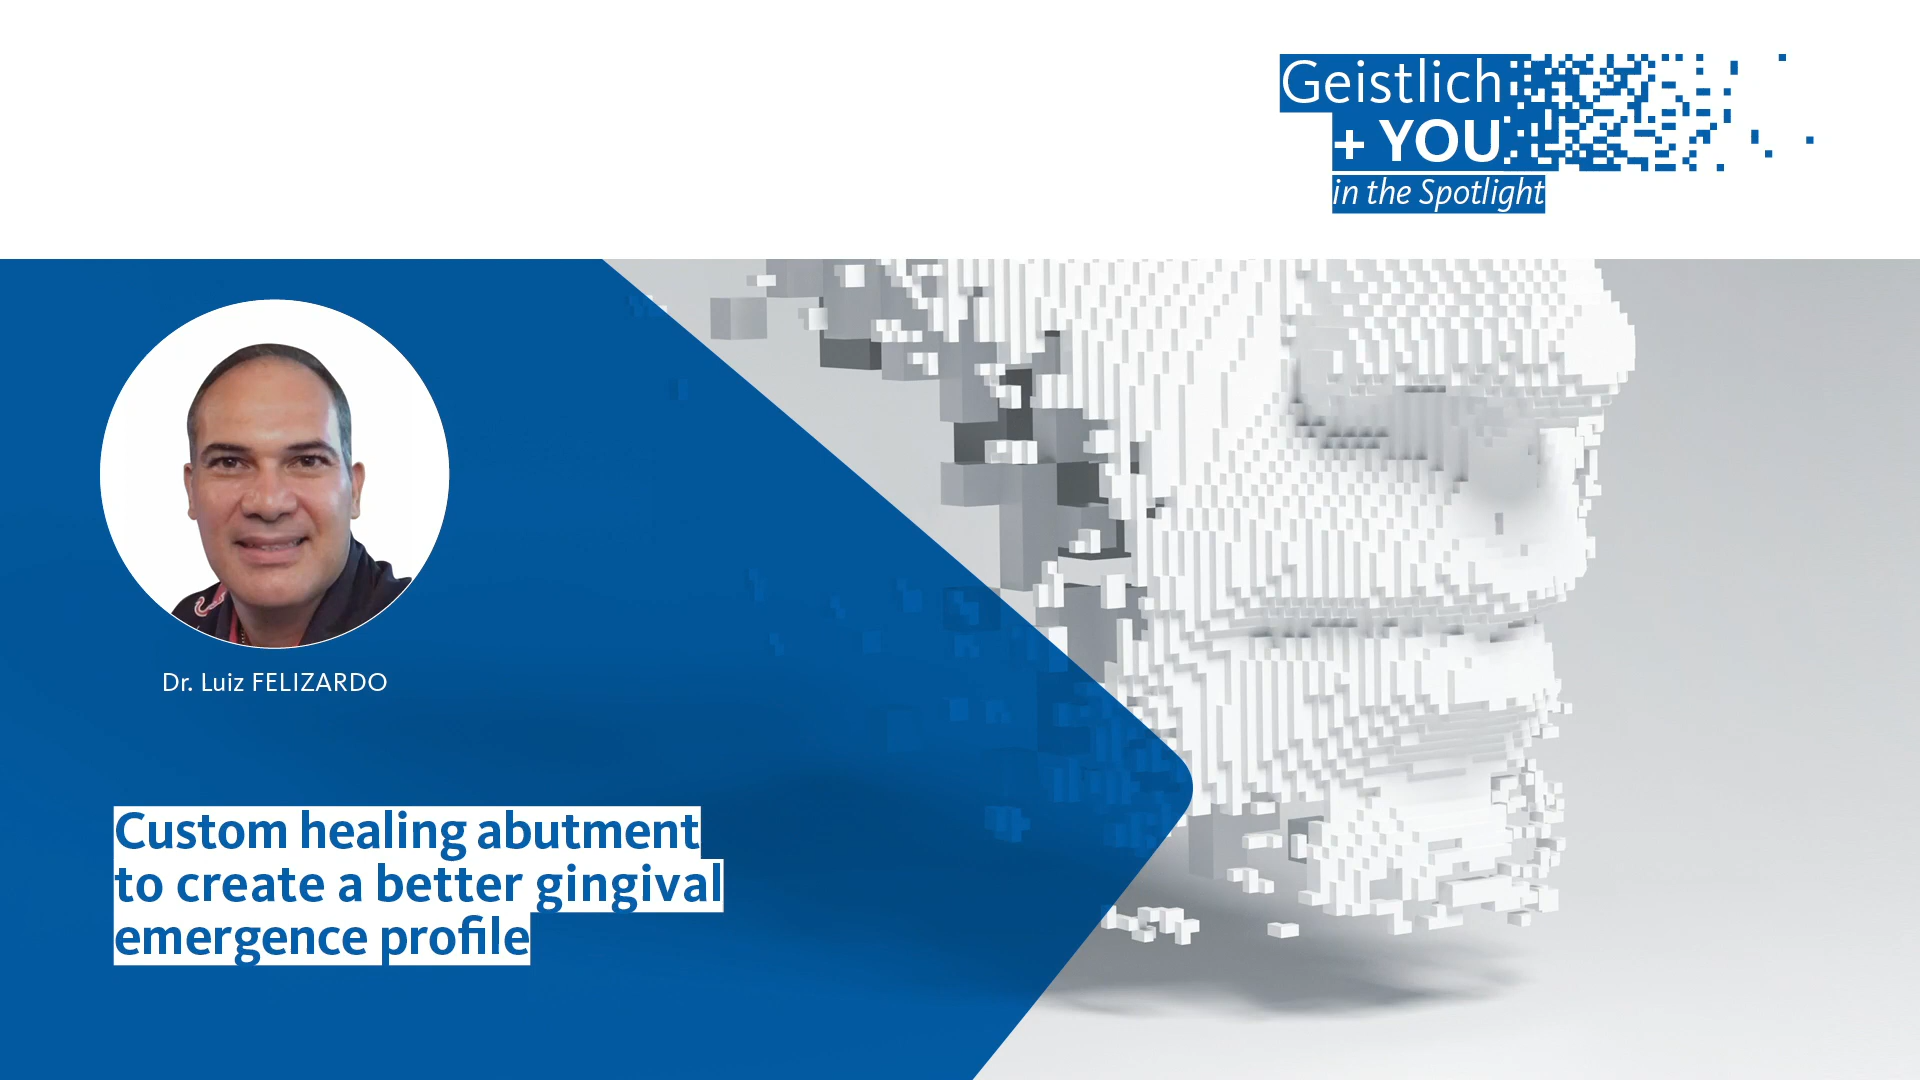 Geistlich
+ YOU
in the Spotlight
Dr. Luiz FELIZARDO
Custom healing abutment
to create a better gingival
emergence profile